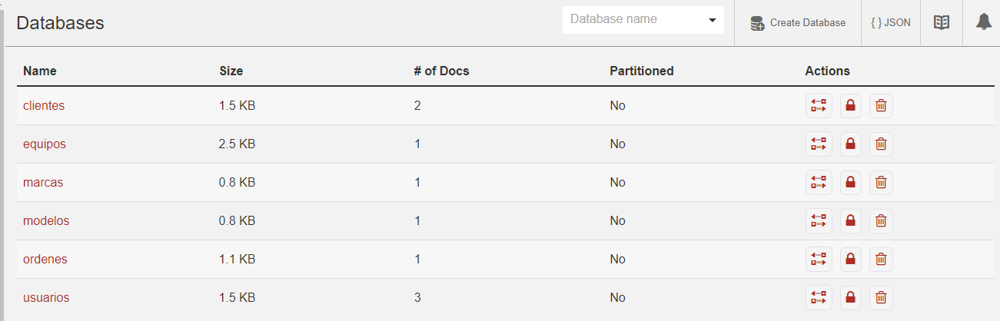 Databases Database name Create Database { } JSON
Name Size # of Docs Partitioned Actions
clientes 1.5 KB 2 No
equipos 2.5 KB 1 No
marcas 0.8 KB 1 No
modelos 0.8 KB 1 No
ordenes 1.1 KB 1 No
usuarios 1.5 KB 3 No